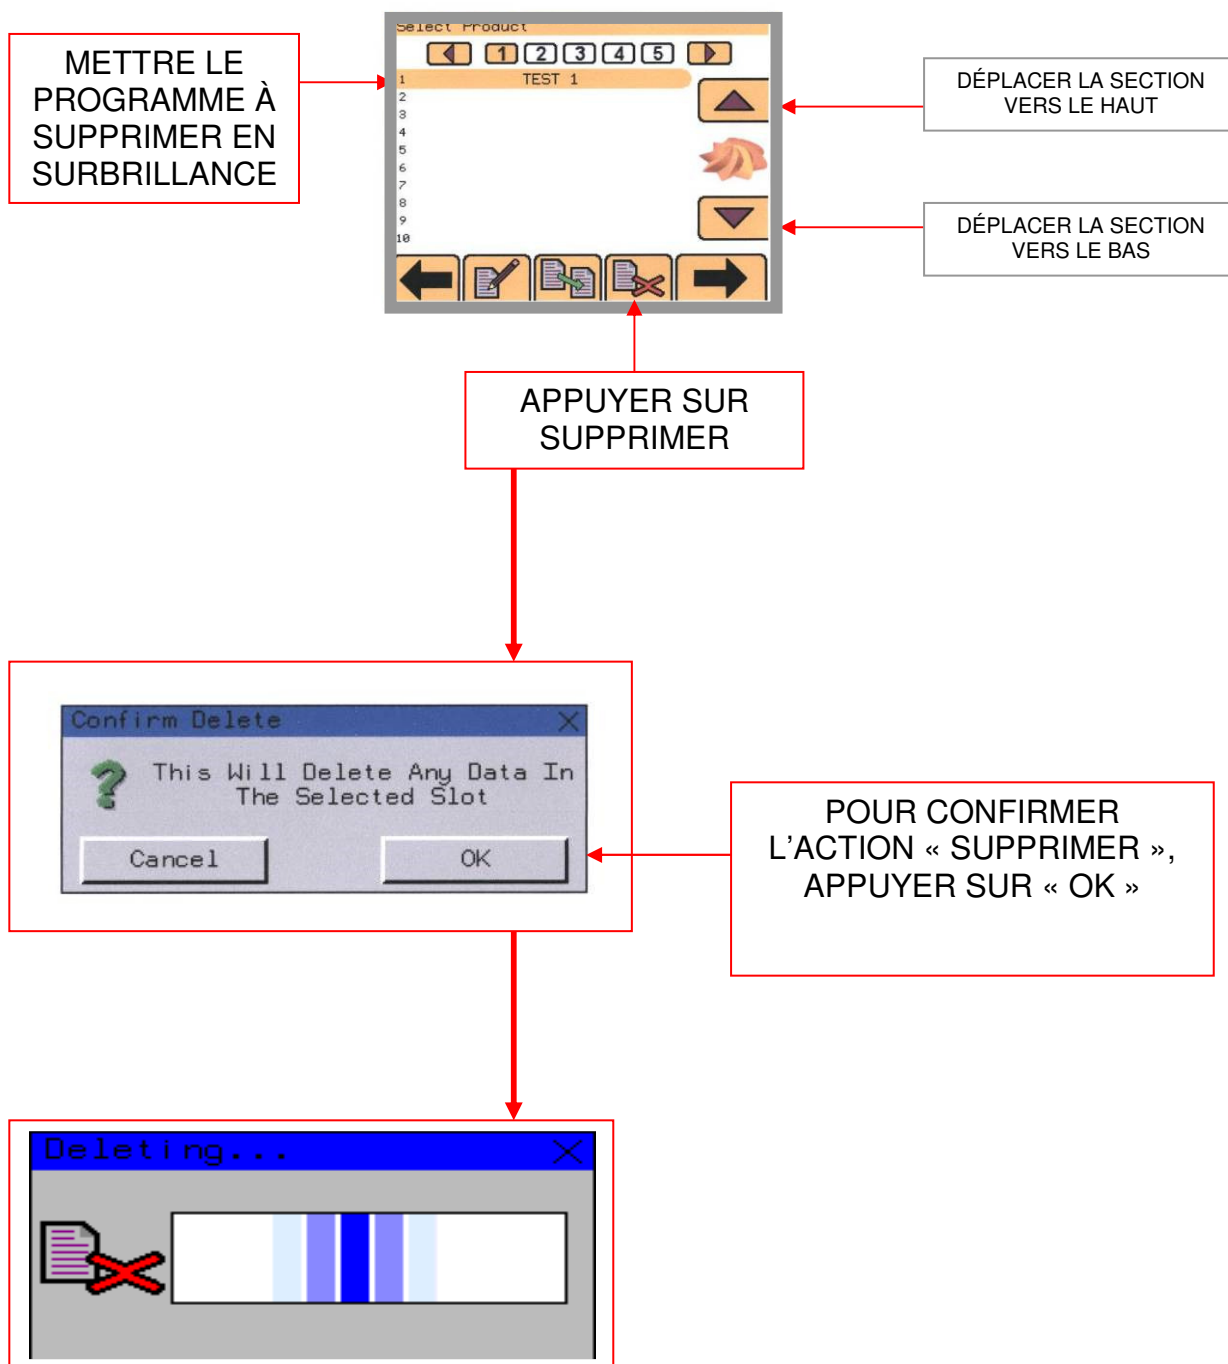 Select Product
1 2 3 4 5
METTRE LE
PROGRAMME À
SUPPRIMER EN
SURBRILLANCE
1 TEST 1
2
3
4
5
6
7
8
9
10
DÉPLACER LA SECTION
VERS LE HAUT
DÉPLACER LA SECTION
VERS LE BAS
APPUYER SUR
SUPPRIMER
Confirm Delete
This Will Delete Any Data In
The Selected Slot
Cancel OK
POUR CONFIRMER
L'ACTION « SUPPRIMER »,
APPUYER SUR « OK »
Deleting...